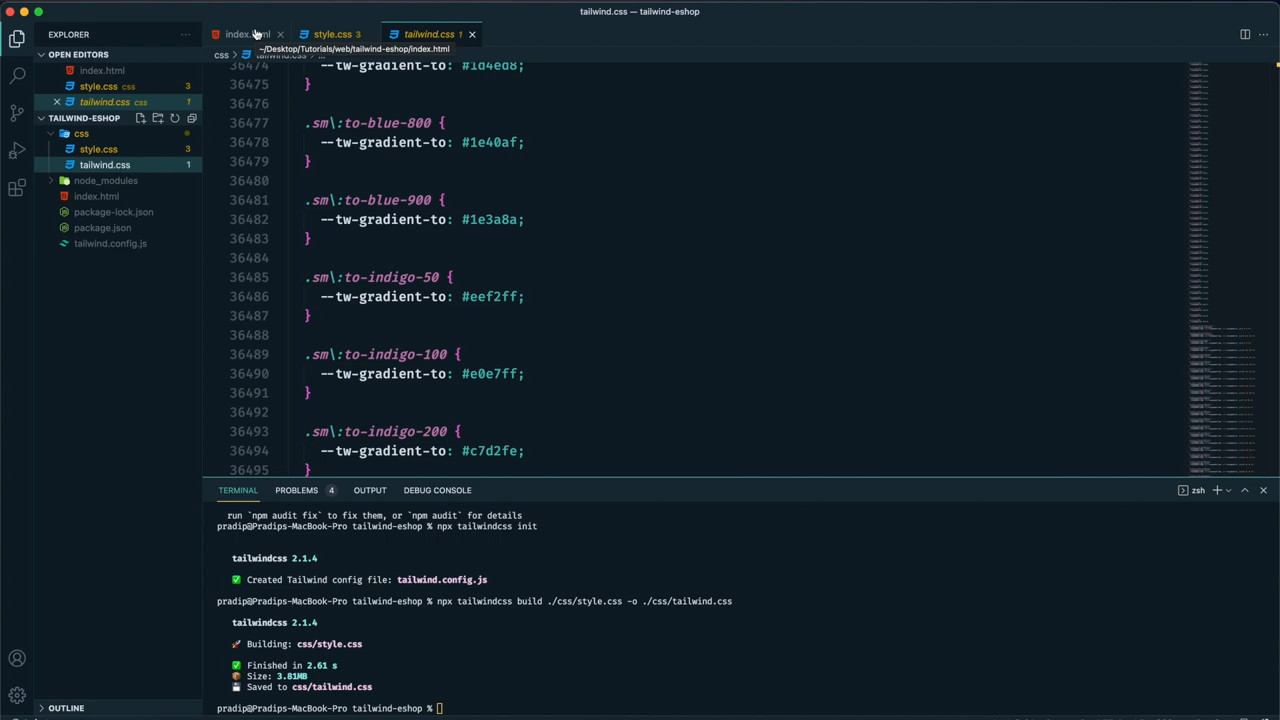 tailwind.css — tailwind-eshop
EXPLORER
index.html
style.css 3
tailwind.css 1
~/Desktop/Tutorials/web/tailwind-eshop/index.html
OPEN EDITORS
css > tailwind.css > ...
index.html
style.css css 3
tailwind.css css 1
TAILWIND-ESHOP
css
style.css 3
tailwind.css 1
node_modules
index.html
package-lock.json
package.json
tailwind.config.js
36474 --tw-gradient-to: #1d4ed8;
36475 }
36476
36477 .sm\:to-blue-800 {
36478 --tw-gradient-to: #1e40af;
36479 }
36480
36481 .sm\:to-blue-900 {
36482 --tw-gradient-to: #1e3a8a;
36483 }
36484
36485 .sm\:to-indigo-50 {
36486 --tw-gradient-to: #eef2ff;
36487 }
36488
36489 .sm\:to-indigo-100 {
36490 --tw-gradient-to: #e0e7ff;
36491 }
36492
36493 .sm\:to-indigo-200 {
36494 --tw-gradient-to: #c7d2fe;
36495 }
TERMINAL PROBLEMS 4 OUTPUT DEBUG CONSOLE
zsh
run `npm audit fix` to fix them, or `npm audit` for details
pradip@Pradips-MacBook-Pro tailwind-eshop % npx tailwindcss init
tailwindcss 2.1.4
Created Tailwind config file: tailwind.config.js
pradip@Pradips-MacBook-Pro tailwind-eshop % npx tailwindcss build ./css/style.css -o ./css/tailwind.css
tailwindcss 2.1.4
Building: css/style.css
Finished in 2.61 s
Size: 3.81MB
Saved to css/tailwind.css
pradip@Pradips-MacBook-Pro tailwind-eshop %
OUTLINE